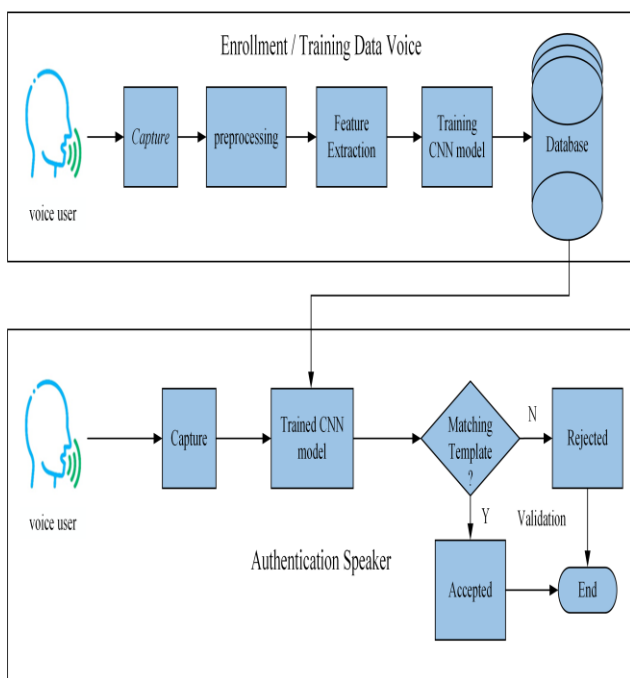 Enrollment / Training Data Voice
voice user
Capture
preprocessing
Feature
Extraction
Training
CNN model
Database
voice user
Capture
Trained CNN
model
Matching
Template
?
N
Rejected
Y
Validation
Accepted
End
Authentication Speaker